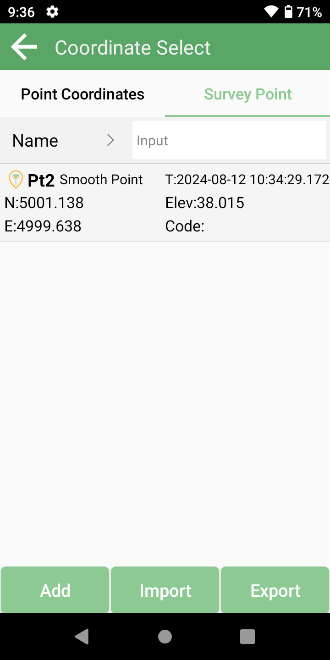 9:36 71%
Coordinate Select
Point Coordinates Survey Point
Name Input
Pt2 Smooth Point T:2024-08-12 10:34:29.172
N:5001.138 Elev:38.015
E:4999.638 Code:
Add Import Export